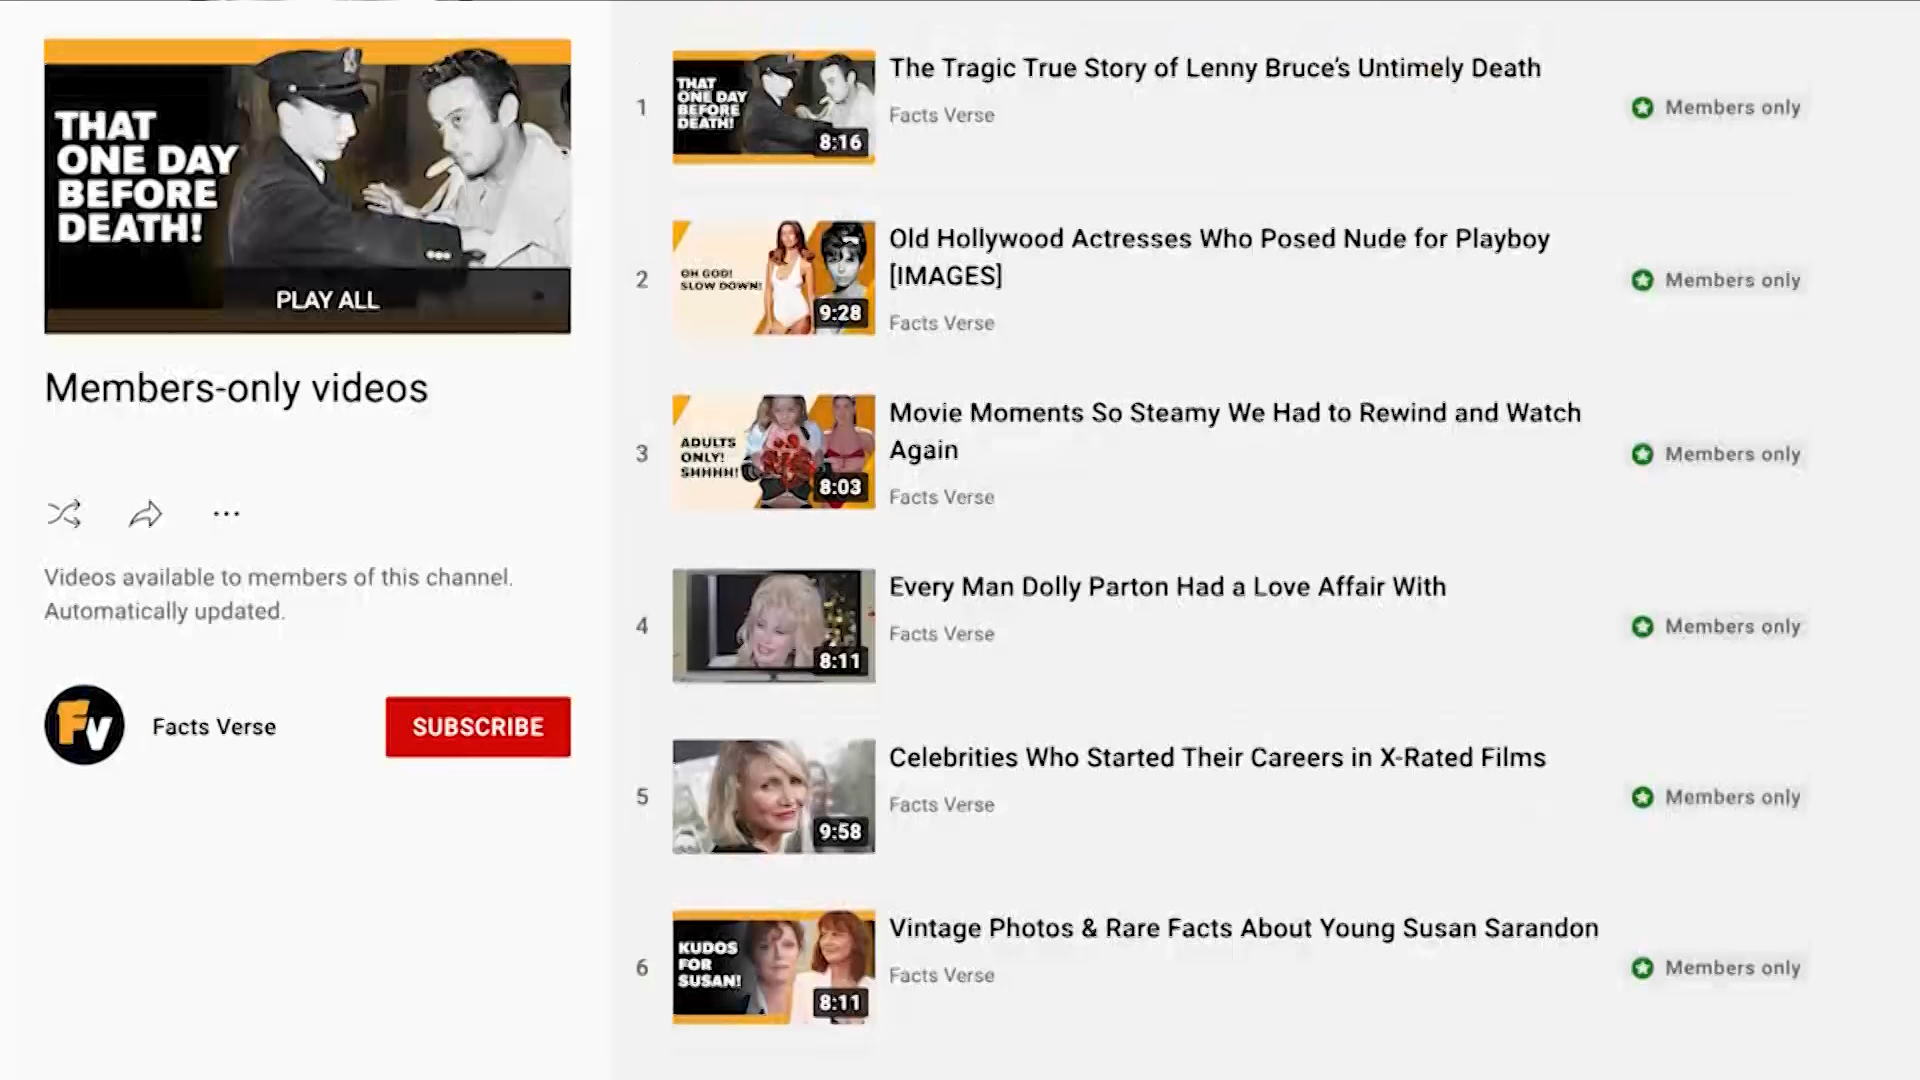 THAT
ONE DAY
BEFORE
DEATH!
PLAY ALL
Members-only videos
Videos available to members of this channel.
Automatically updated.
FV
Facts Verse
SUBSCRIBE
1
THAT
ONE DAY
BEFORE
DEATH!
8:16
The Tragic True Story of Lenny Bruce's Untimely Death
Facts Verse
Members only
2
OH GOD!
SLOW DOWN!
9:28
Old Hollywood Actresses Who Posed Nude for Playboy
[IMAGES]
Facts Verse
Members only
3
ADULTS
ONLY!
SHHHH!
8:03
Movie Moments So Steamy We Had to Rewind and Watch
Again
Facts Verse
Members only
4
8:11
Every Man Dolly Parton Had a Love Affair With
Facts Verse
Members only
5
9:58
Celebrities Who Started Their Careers in X-Rated Films
Facts Verse
Members only
6
KUDOS
FOR
SUSAN!
8:11
Vintage Photos & Rare Facts About Young Susan Sarandon
Facts Verse
Members only